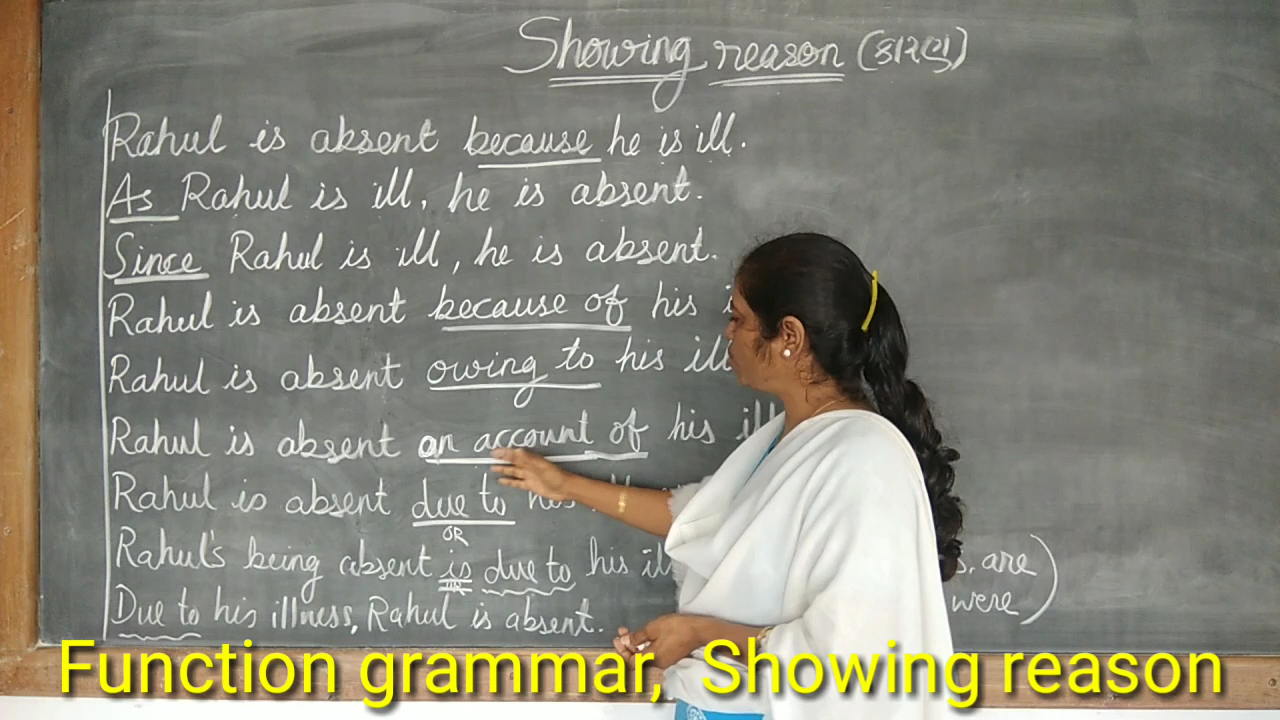 Showing reason (કારણ)
Rahul is absent because he is ill.
As Rahul is ill, he is absent.
Since Rahul is ill, he is absent.
Rahul is absent because of his
Rahul is absent owing to his
Rahul is absent on account of his
Rahul is absent due to his
OR
Rahul's being absent is due to his are
were)
Due to his illness, Rahul is absent.
Function grammar, Showing reason